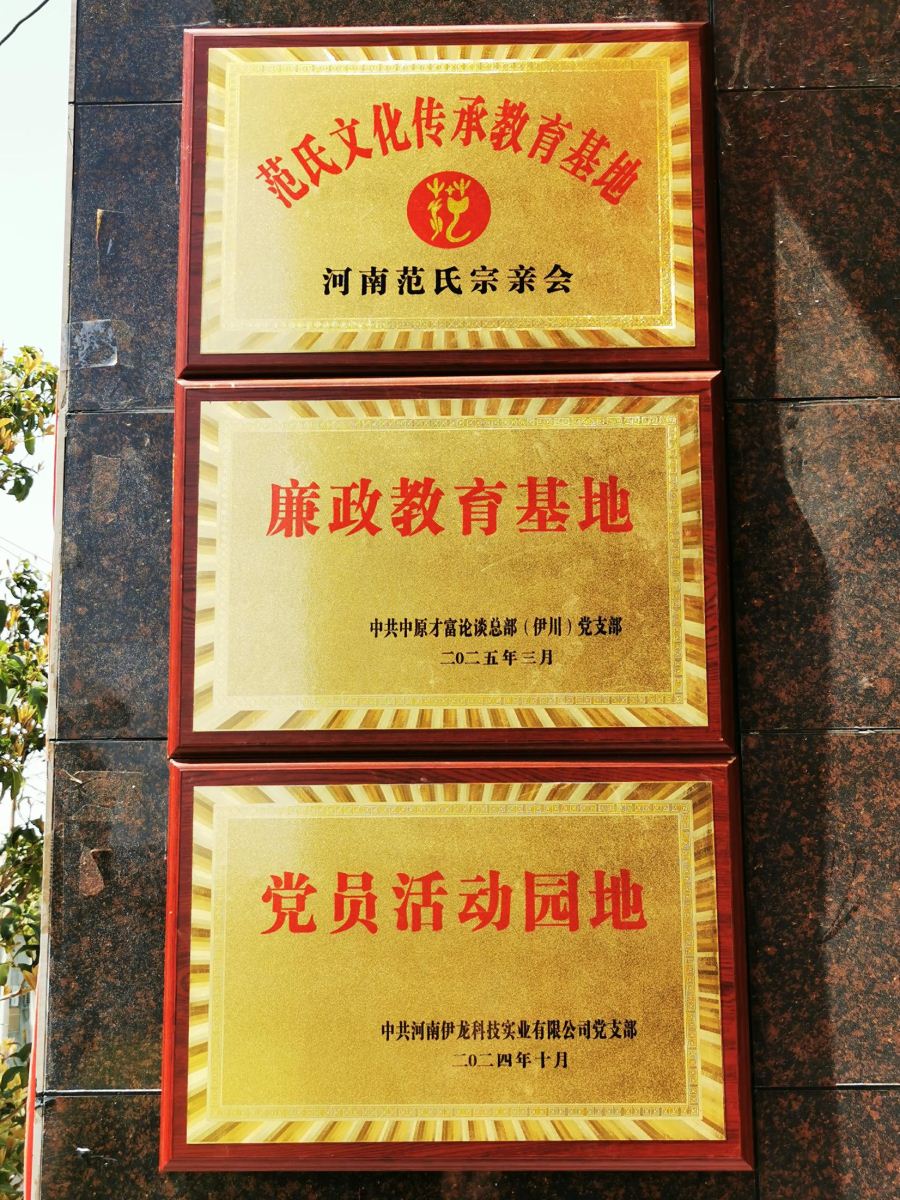 范氏文化传承教育基地
范
河南范氏宗亲会
廉政教育基地
中共中原才富论谈总部（伊川）党支部
二0二五年三月
党员活动园地
中共河南伊龙科技实业有限公司党支部
二0二四年十月